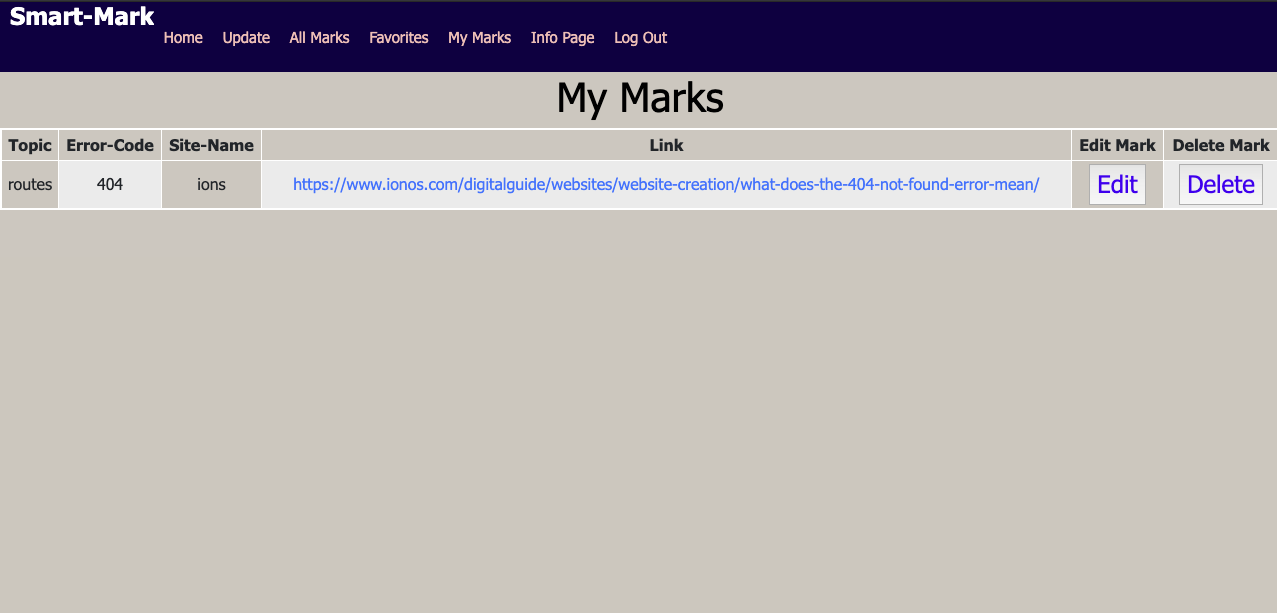 Smart-Mark
Home Update All Marks Favorites My Marks Info Page Log Out
My Marks
Topic Error-Code Site-Name Link Edit Mark Delete Mark
routes 404 ions https://www.ionos.com/digitalguide/websites/website-creation/what-does-the-404-not-found-error-mean/ Edit Delete